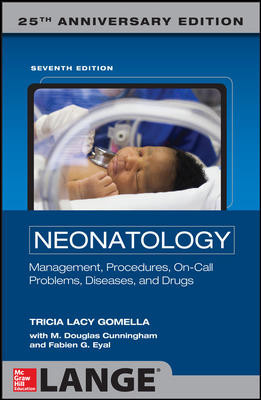 25TH ANNIVERSARY EDITION
SEVENTH EDITION
NEONATOLOGY
Management, Procedures, On-Call
Problems, Diseases, and Drugs
TRICIA LACY GOMELLA
with M. Douglas Cunningham
and Fabien G. Eyal
Mc
Graw
Hill
Education
LANGE®